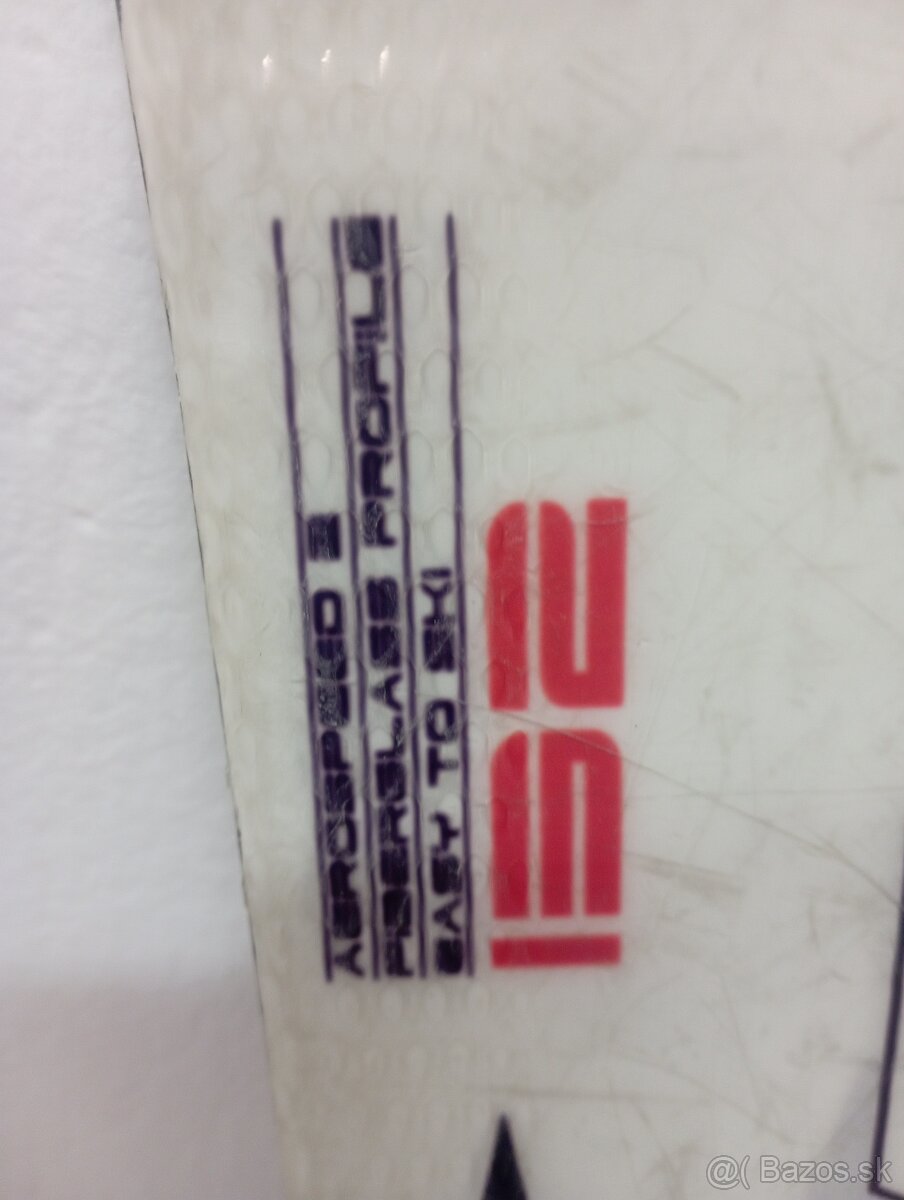 AEROSPEED
FIBERGLASS PROFILE
EASY TO SKI
@( Bazos.sk